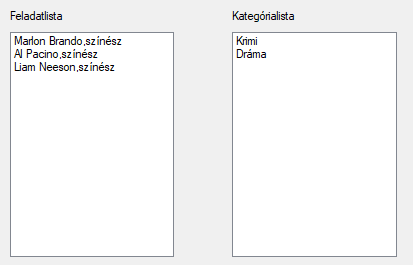 Feladatlista
Marlon Brando,színész
Al Pacino,színész
Liam Neeson,színész
Kategórialista
Krimi
Dráma